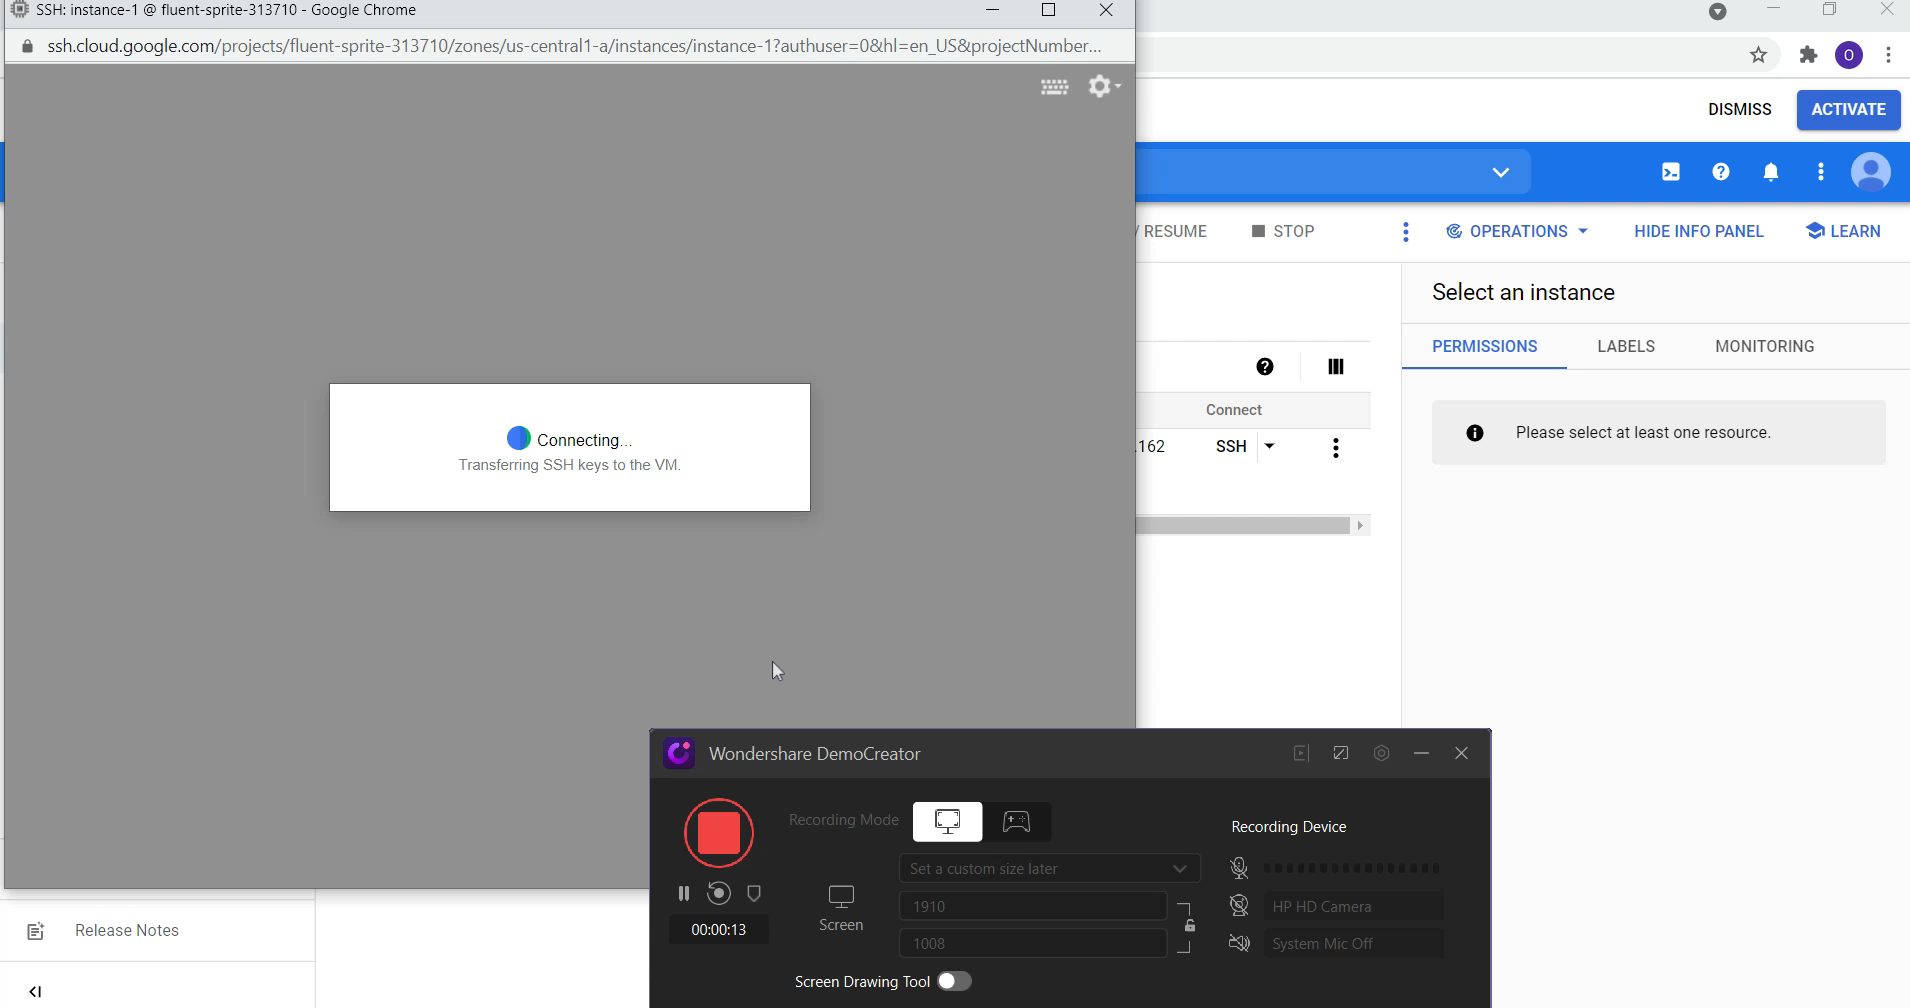 SSH: instance-1 @ fluent-sprite-313710 - Google Chrome
ssh.cloud.google.com/projects/fluent-sprite-313710/zones/us-central1-a/instances/instance-1?authuser=0&hl=en_US&projectNumber...
O
DISMISS
ACTIVATE
/ RESUME
STOP
OPERATIONS
HIDE INFO PANEL
LEARN
Select an instance
PERMISSIONS
LABELS
MONITORING
Connect
.162
SSH
Please select at least one resource.
Connecting...
Transferring SSH keys to the VM.
Wondershare DemoCreator
Recording Mode
Recording Device
Set a custom size later
1910
HP HD Camera
Screen
00:00:13
1008
System Mic Off
Screen Drawing Tool
Release Notes